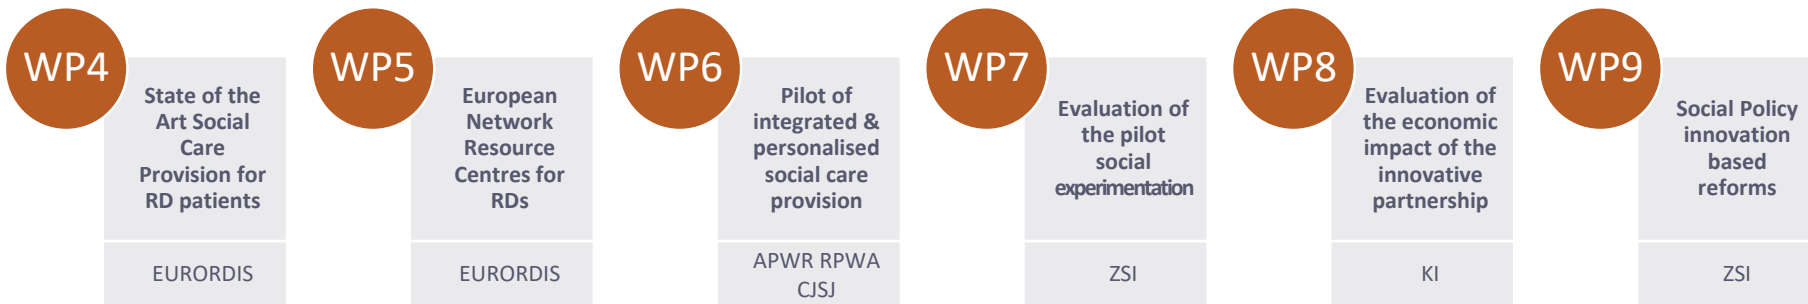 WP4
State of the
Art Social
Care
Provision for
RD patients
EURORDIS
WP5
European
Network
Resource
Centres for
RDs
EURORDIS
WP6
Pilot of
integrated &
personalised
social care
provision
APWR RPWA
CJSJ
WP7
Evaluation of
the pilot
social
experimentation
ZSI
WP8
Evaluation of
the economic
impact of the
innovative
partnership
KI
WP9
Social Policy
innovation
based
reforms
ZSI